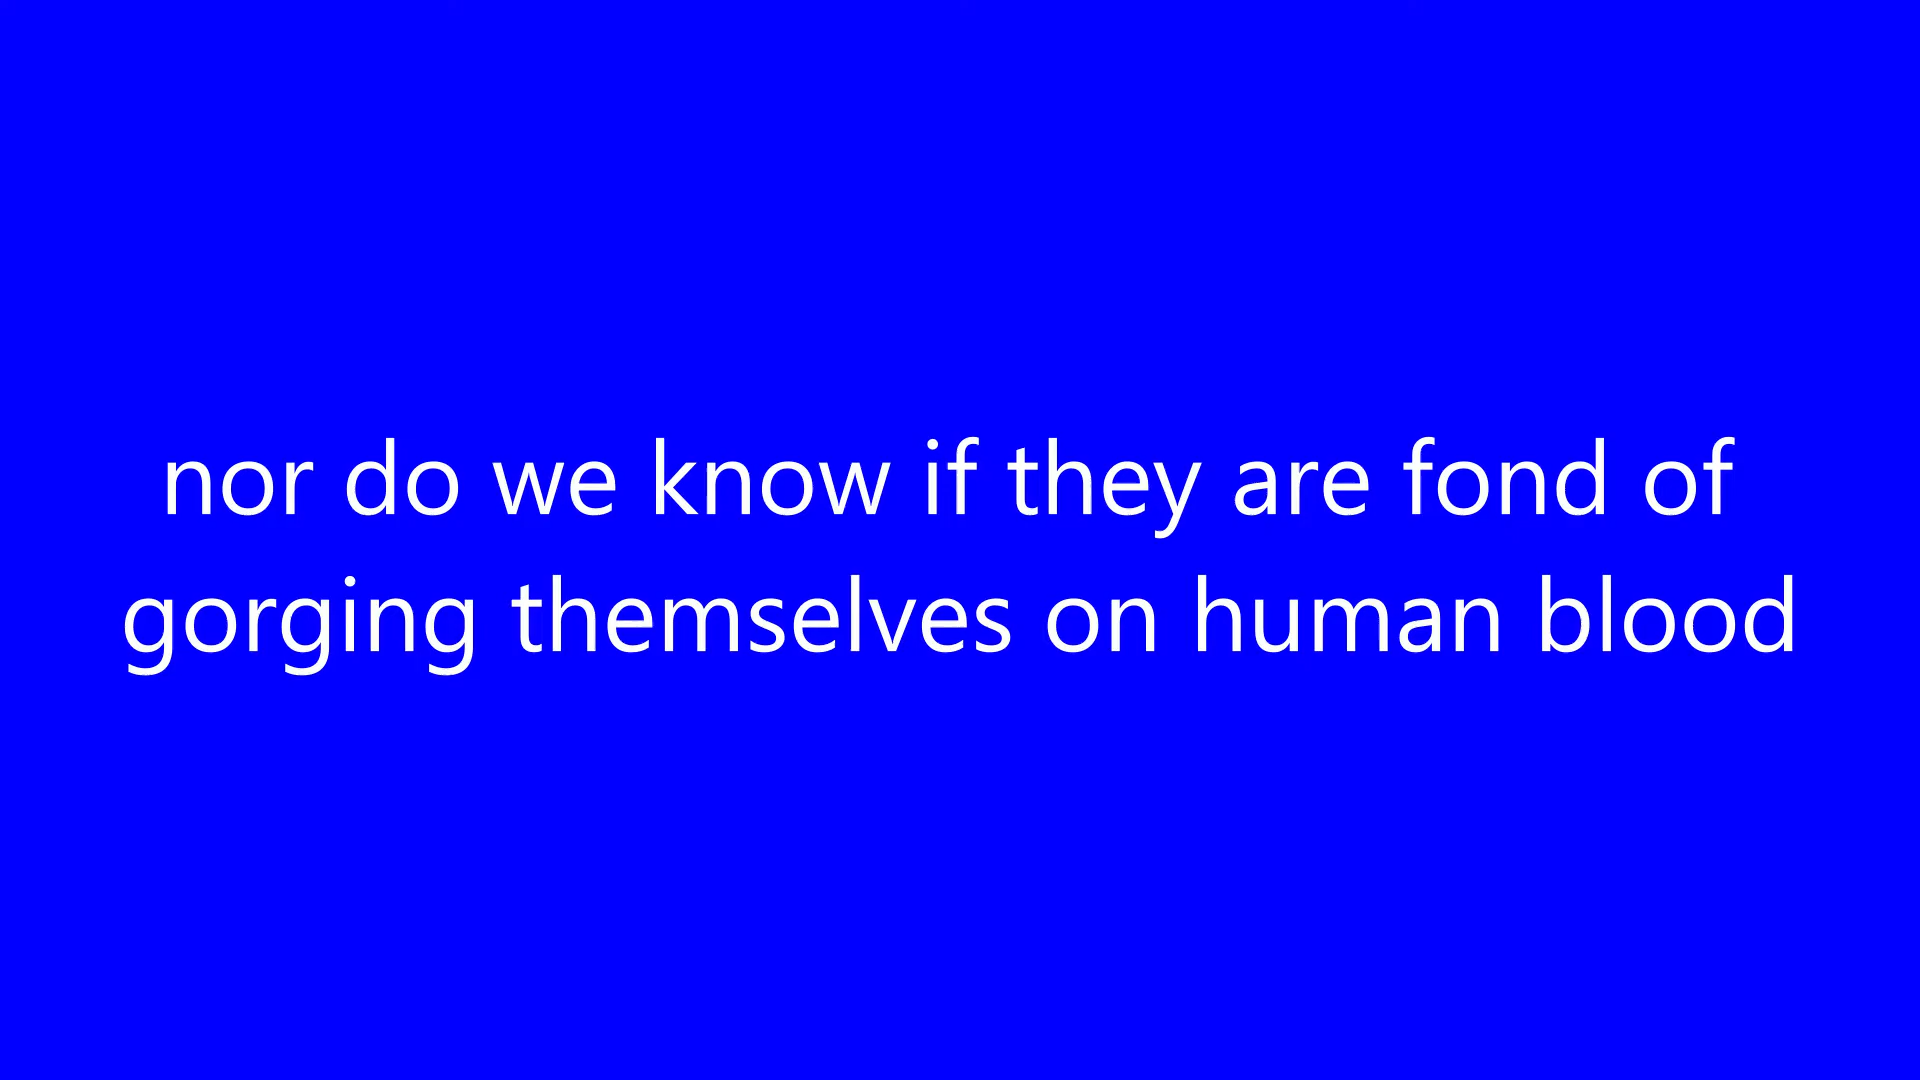 nor do we know if they are fond of
gorging themselves on human blood